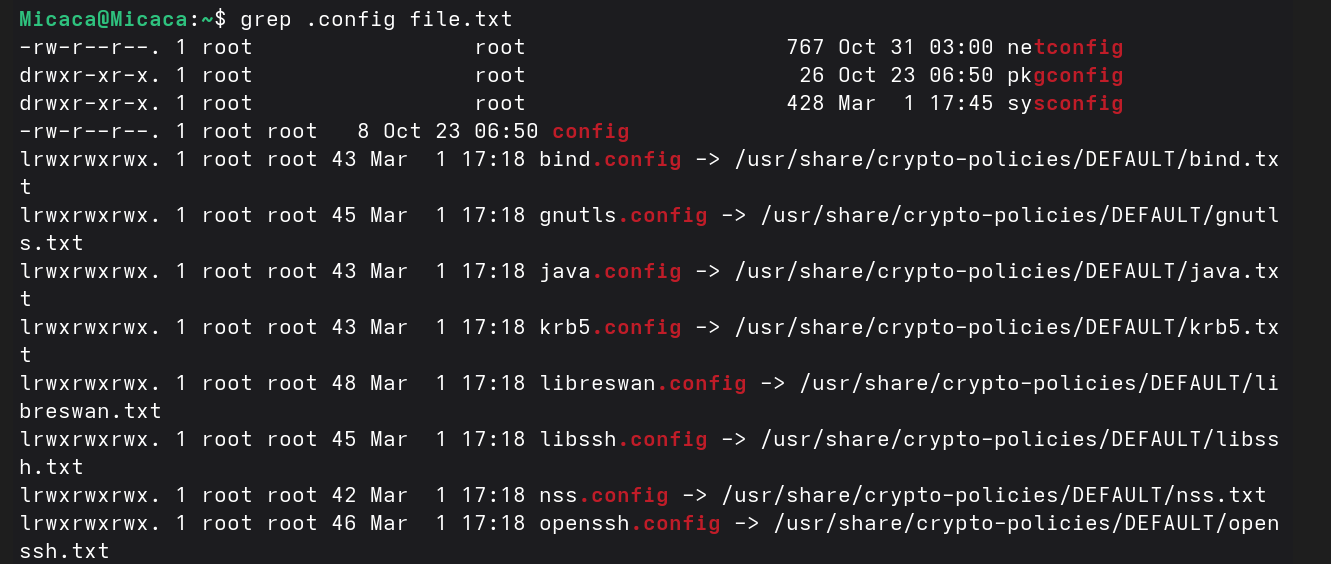 Micaca@Micaca:~$ grep .config file.txt
-rw-r--r--. 1 root                 root                    767 Oct 31 03:00 netconfig
drwxr-xr-x. 1 root                 root                     26 Oct 23 06:50 pkgconfig
drwxr-xr-x. 1 root                 root                    428 Mar  1 17:45 sysconfig
-rw-r--r--. 1 root root   8 Oct 23 06:50 config
lrwxrwxrwx. 1 root root 43 Mar  1 17:18 bind.config -> /usr/share/crypto-policies/DEFAULT/bind.tx
t
lrwxrwxrwx. 1 root root 45 Mar  1 17:18 gnutls.config -> /usr/share/crypto-policies/DEFAULT/gnutl
s.txt
lrwxrwxrwx. 1 root root 43 Mar  1 17:18 java.config -> /usr/share/crypto-policies/DEFAULT/java.tx
t
lrwxrwxrwx. 1 root root 43 Mar  1 17:18 krb5.config -> /usr/share/crypto-policies/DEFAULT/krb5.tx
t
lrwxrwxrwx. 1 root root 48 Mar  1 17:18 libreswan.config -> /usr/share/crypto-policies/DEFAULT/li
breswan.txt
lrwxrwxrwx. 1 root root 45 Mar  1 17:18 libssh.config -> /usr/share/crypto-policies/DEFAULT/libss
h.txt
lrwxrwxrwx. 1 root root 42 Mar  1 17:18 nss.config -> /usr/share/crypto-policies/DEFAULT/nss.txt
lrwxrwxrwx. 1 root root 46 Mar  1 17:18 openssh.config -> /usr/share/crypto-policies/DEFAULT/open
ssh.txt